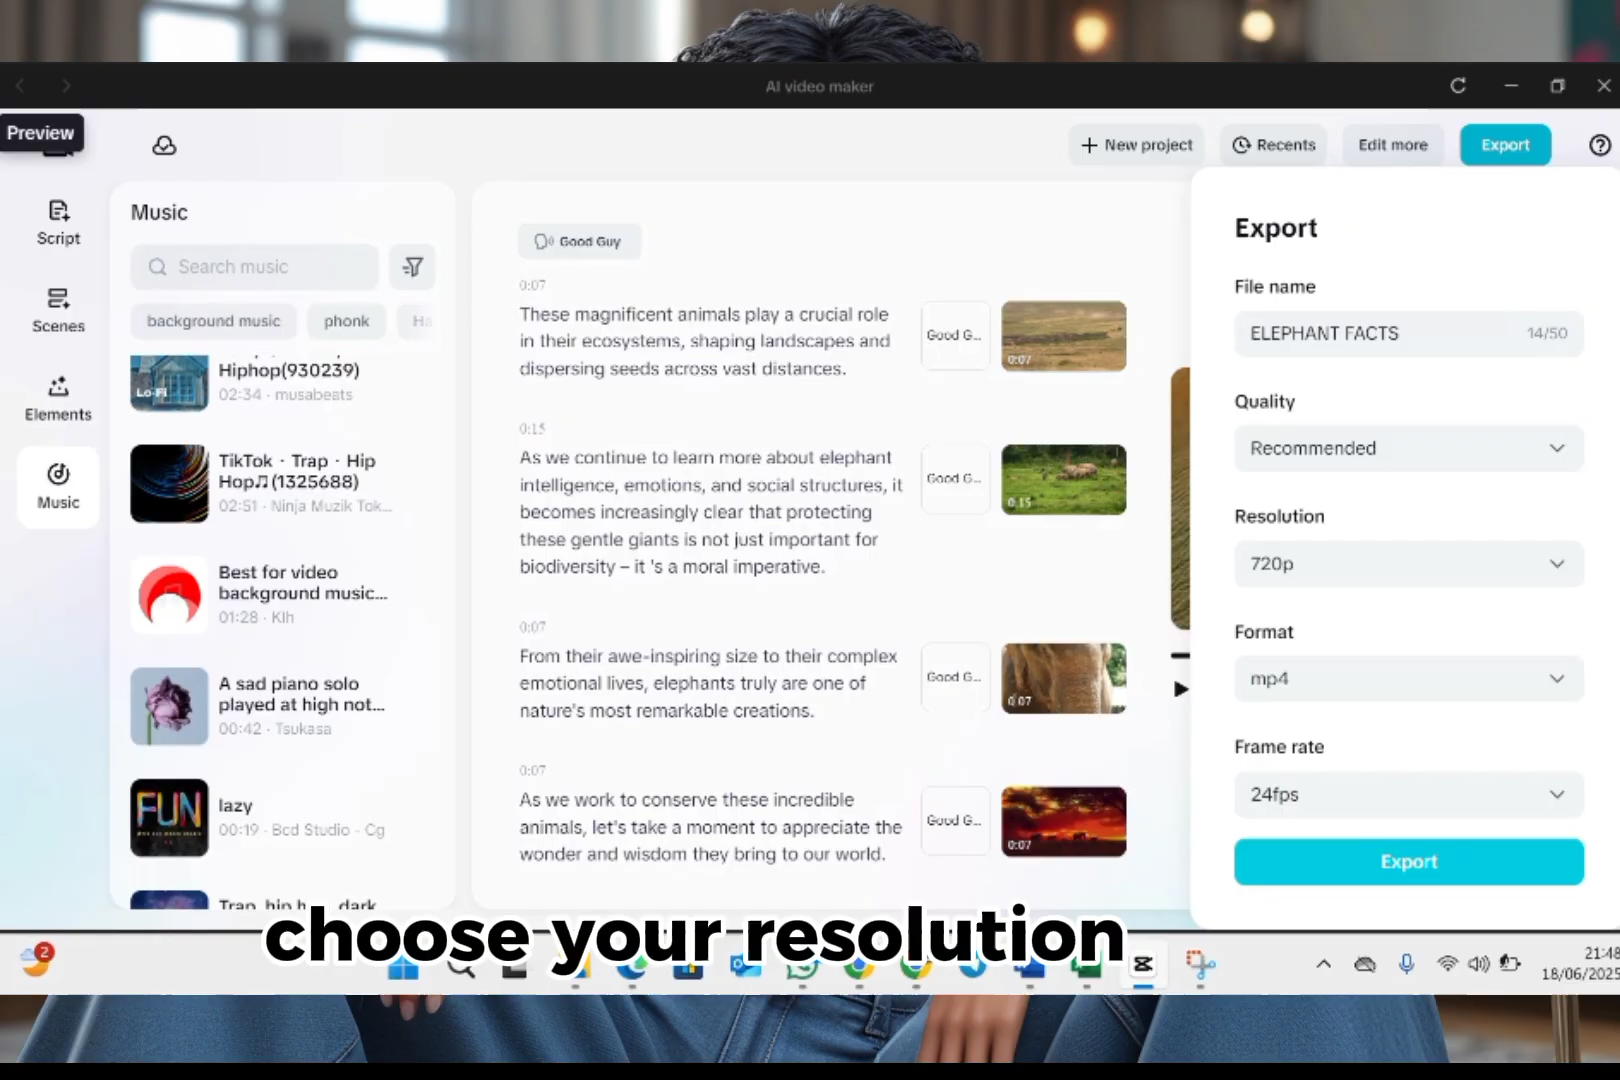 AI video maker
Preview
New project
Recents
Edit more
Export
Script
Scenes
Elements
Music
Music
Search music
background music
phonk
Ha
Lo-Fi
Hiphop(930239)
02:34 · musabeats
TikTok · Trap · Hip
Hop♫(1325688)
02:51 · Ninja Muzik Tok...
Best for video
background music...
01:28 · Klh
A sad piano solo
played at high not...
00:42 · Tsukasa
FUN
lazy
00:19 · Bcd Studio - Cg
Trap, hip h... dark
Good Guy
0:07
These magnificent animals play a crucial role
in their ecosystems, shaping landscapes and
dispersing seeds across vast distances.
Good G...
0:07
0:15
As we continue to learn more about elephant
intelligence, emotions, and social structures, it
becomes increasingly clear that protecting
these gentle giants is not just important for
biodiversity – it 's a moral imperative.
Good G...
0:15
0:07
From their awe-inspiring size to their complex
emotional lives, elephants truly are one of
nature's most remarkable creations.
Good G...
0:07
0:07
As we work to conserve these incredible
animals, let's take a moment to appreciate the
wonder and wisdom they bring to our world.
Good G...
0:07
Export
File name
ELEPHANT FACTS
14/50
Quality
Recommended
Resolution
720p
Format
mp4
Frame rate
24fps
Export
choose your resolution
2
21:48
18/06/2025